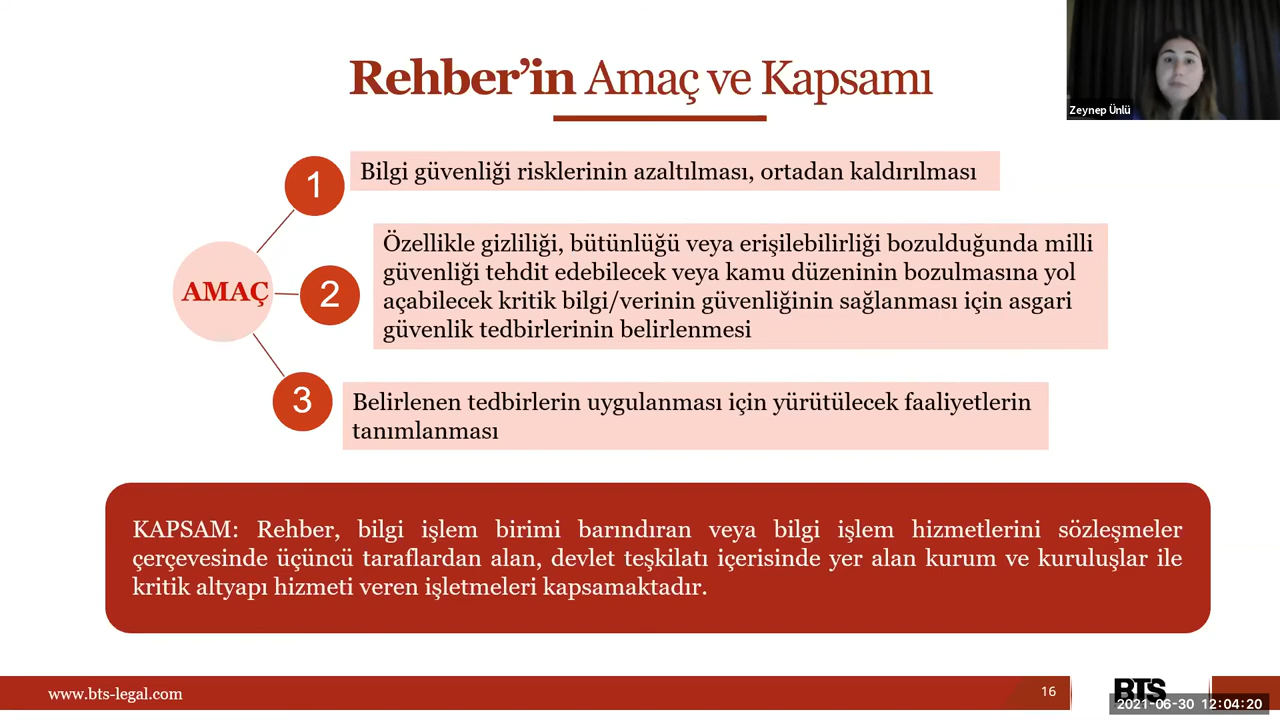 Rehber’in Amaç ve Kapsamı
Zeynep Ünlü
1
Bilgi güvenliği risklerinin azaltılması, ortadan kaldırılması
AMAÇ
2
Özellikle gizliliği, bütünlüğü veya erişilebilirliği bozulduğunda milli
güvenliği tehdit edebilecek veya kamu düzeninin bozulmasına yol
açabilecek kritik bilgi/verinin güvenliğinin sağlanması için asgari
güvenlik tedbirlerinin belirlenmesi
3
Belirlenen tedbirlerin uygulanması için yürütülecek faaliyetlerin
tanımlanması
KAPSAM: Rehber, bilgi işlem birimi barındıran veya bilgi işlem hizmetlerini sözleşmeler
çerçevesinde üçüncü taraflardan alan, devlet teşkilatı içerisinde yer alan kurum ve kuruluşlar ile
kritik altyapı hizmeti veren işletmeleri kapsamaktadır.
www.bts-legal.com
16
BTS
2021-06-30 12:04:20